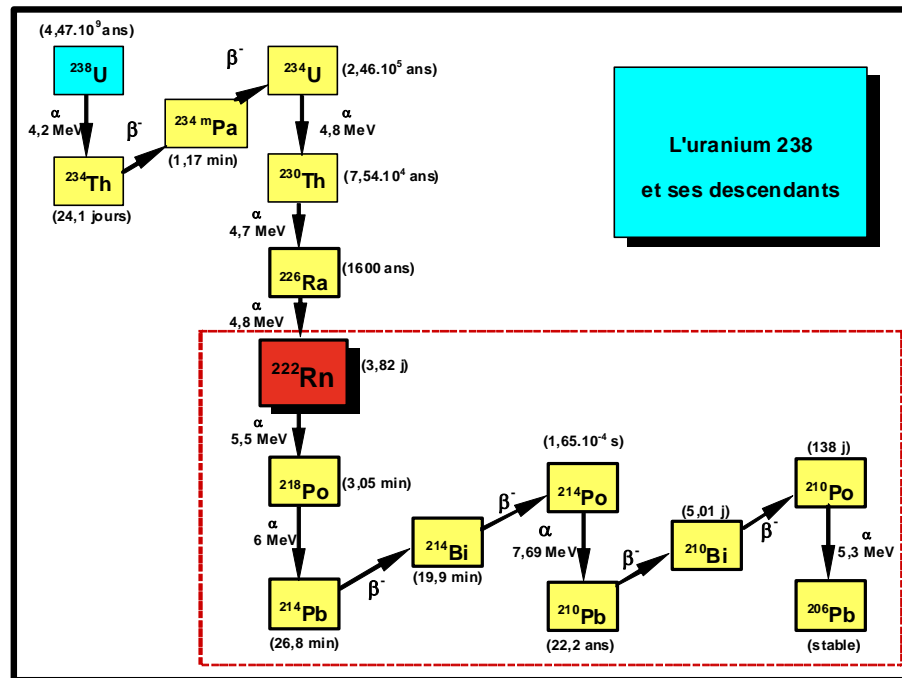 (4,47.10⁹ ans)
²³⁸U
α
4,2 MeV
²³⁴Th
(24,1 jours)
β⁻
²³⁴ ᵐPa
(1,17 min)
β⁻
²³⁴U
(2,46.10⁵ ans)
α
4,8 MeV
²³⁰Th
(7,54.10⁴ ans)
α
4,7 MeV
²²⁶Ra
(1600 ans)
α
4,8 MeV
L'uranium 238
et ses descendants
²²²Rn
(3,82 j)
α
5,5 MeV
²¹⁸Po
(3,05 min)
α
6 MeV
²¹⁴Pb
(26,8 min)
β⁻
²¹⁴Bi
(19,9 min)
β⁻
(1,65.10⁻⁴ s)
²¹⁴Po
α
7,69 MeV
²¹⁰Pb
(22,2 ans)
β⁻
(5,01 j)
²¹⁰Bi
β⁻
(138 j)
²¹⁰Po
α
5,3 MeV
²⁰⁶Pb
(stable)